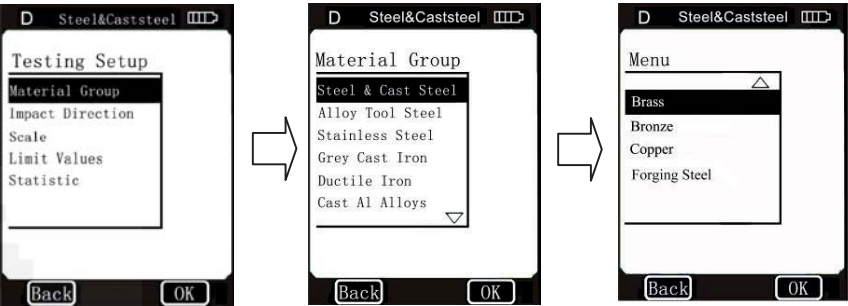 D Steel&Caststeel
Testing Setup
Material Group
Impact Direction
Scale
Limit Values
Statistic
Back OK
D Steel&Caststeel
Material Group
Steel & Cast Steel
Alloy Tool Steel
Stainless Steel
Grey Cast Iron
Ductile Iron
Cast Al Alloys
Back OK
D Steel&Caststeel
Menu
Brass
Bronze
Copper
Forging Steel
Back OK